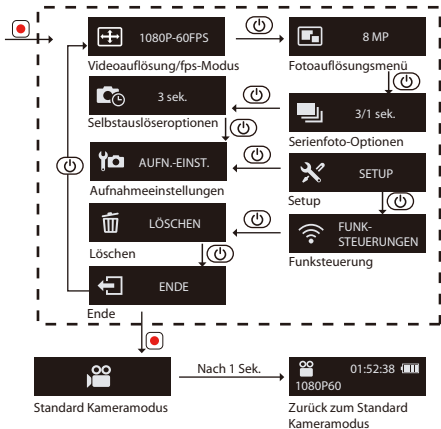 1080P-60FPS
8 MP
Videoauflösung/fps-Modus
Fotoauflösungsmenü
3 sek.
3/1 sek.
Selbstauslöseroptionen
Serienfoto-Optionen
AUFN.-EINST.
SETUP
Aufnahmeeinstellungen
Setup
LÖSCHEN
FUNK-
STEUERUNGEN
Löschen
Funksteuerung
ENDE
Ende
Nach 1 Sek.
01:52:38
1080P60
Standard Kameramodus
Zurück zum Standard
Kameramodus